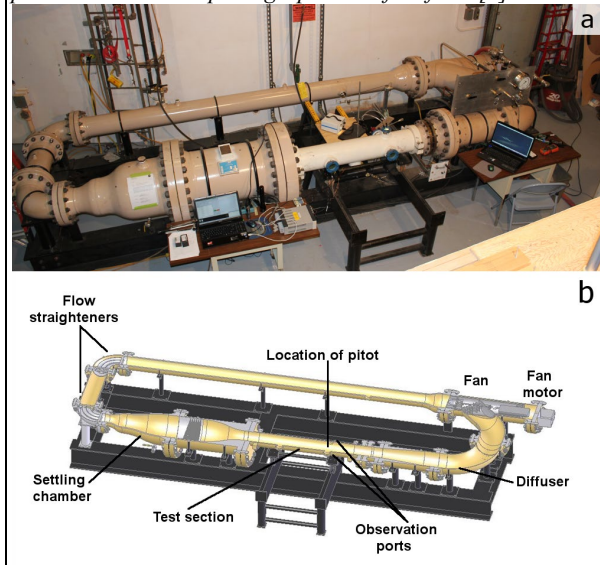 a
b
Flow
straighteners
Location of pitot
Fan
Fan
motor
Settling
chamber
Test section
Observation
ports
Diffuser